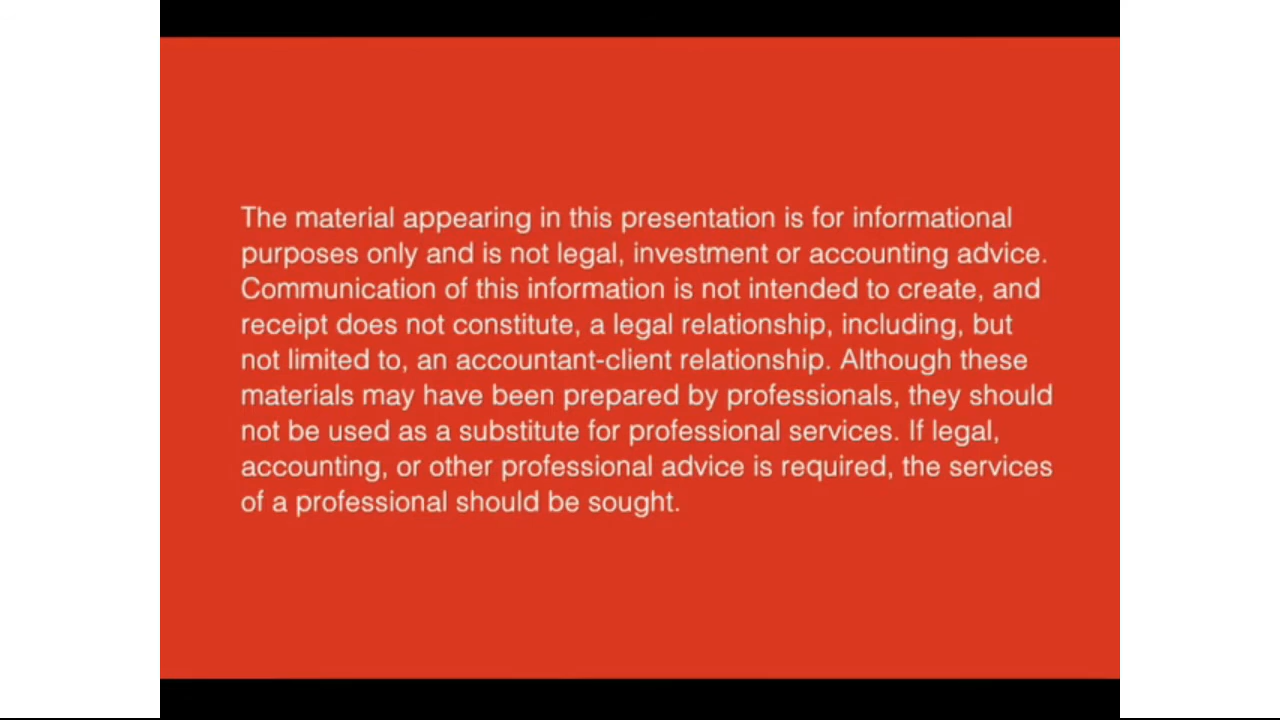 The material appearing in this presentation is for informational
purposes only and is not legal, investment or accounting advice.
Communication of this information is not intended to create, and
receipt does not constitute, a legal relationship, including, but
not limited to, an accountant-client relationship. Although these
materials may have been prepared by professionals, they should
not be used as a substitute for professional services. If legal,
accounting, or other professional advice is required, the services
of a professional should be sought.